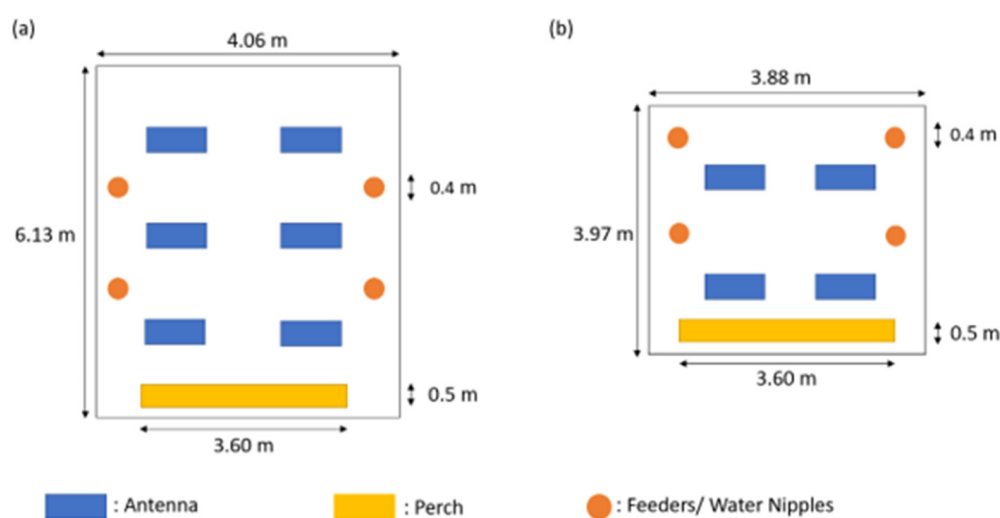 (a)
4.06 m
6.13 m
0.4 m
0.5 m
3.60 m
(b)
3.88 m
0.4 m
3.97 m
0.5 m
3.60 m
: Antenna
: Perch
: Feeders/ Water Nipples